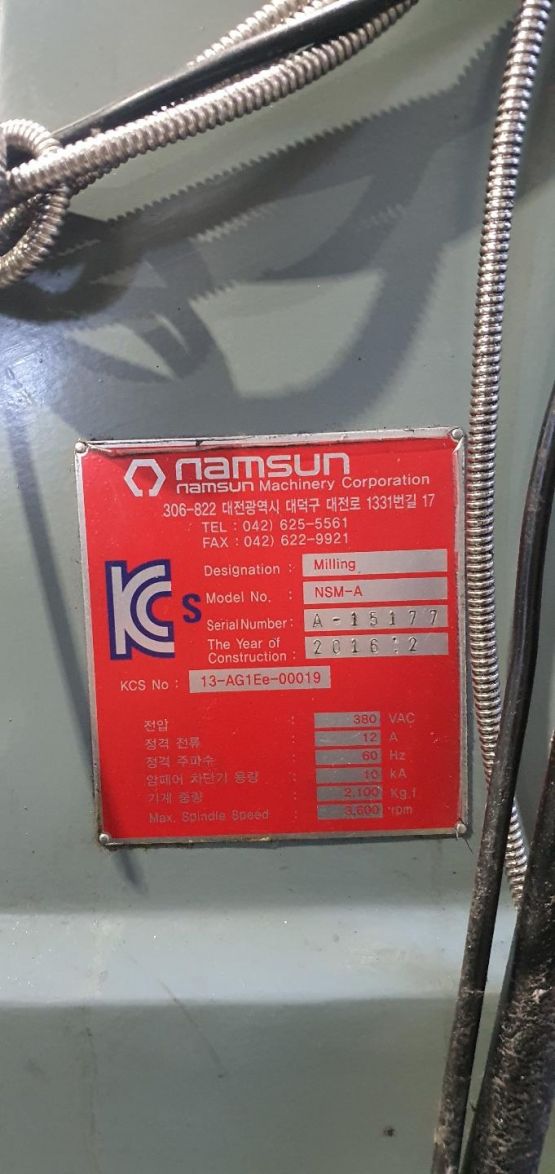 namsun
namsun Machinery Corporation
306-822 대전광역시 대덕구 대전로 1331번길 17
TEL : 042) 625-5561
FAX : 042) 622-9921
Designation : Milling
KCs
Model No. : NSM-A
Serial Number : A-15177
The Year of
Construction : 2016.2
KCS No : 13-AG1Ee-00019
전압 : 380 VAC
정격 전류 : 12 A
정격 주파수 : 60 Hz
암페어 차단기 용량 : 10 kA
기계 중량 : 2,100 Kg.f
Max. Spindle Speed : 3,600 rpm